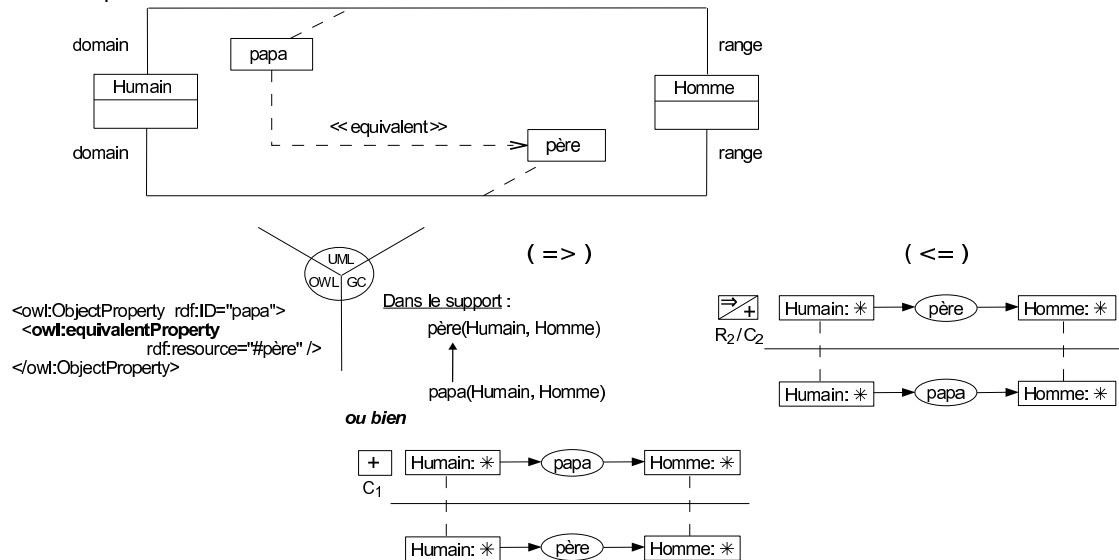 domain
papa
range
Humain
Homme
<< equivalent >>
père
domain
range
UML
OWL
GC
( => )
( <= )
<owl:ObjectProperty rdf:ID="papa">
<owl:equivalentProperty
rdf:resource="#père" />
</owl:ObjectProperty>
Dans le support :
père(Humain, Homme)
papa(Humain, Homme)
ou bien
⇒ / +
R2/C2
Humain: ✳
père
Homme: ✳
Humain: ✳
papa
Homme: ✳
+
C1
Humain: ✳
papa
Homme: ✳
Humain: ✳
père
Homme: ✳